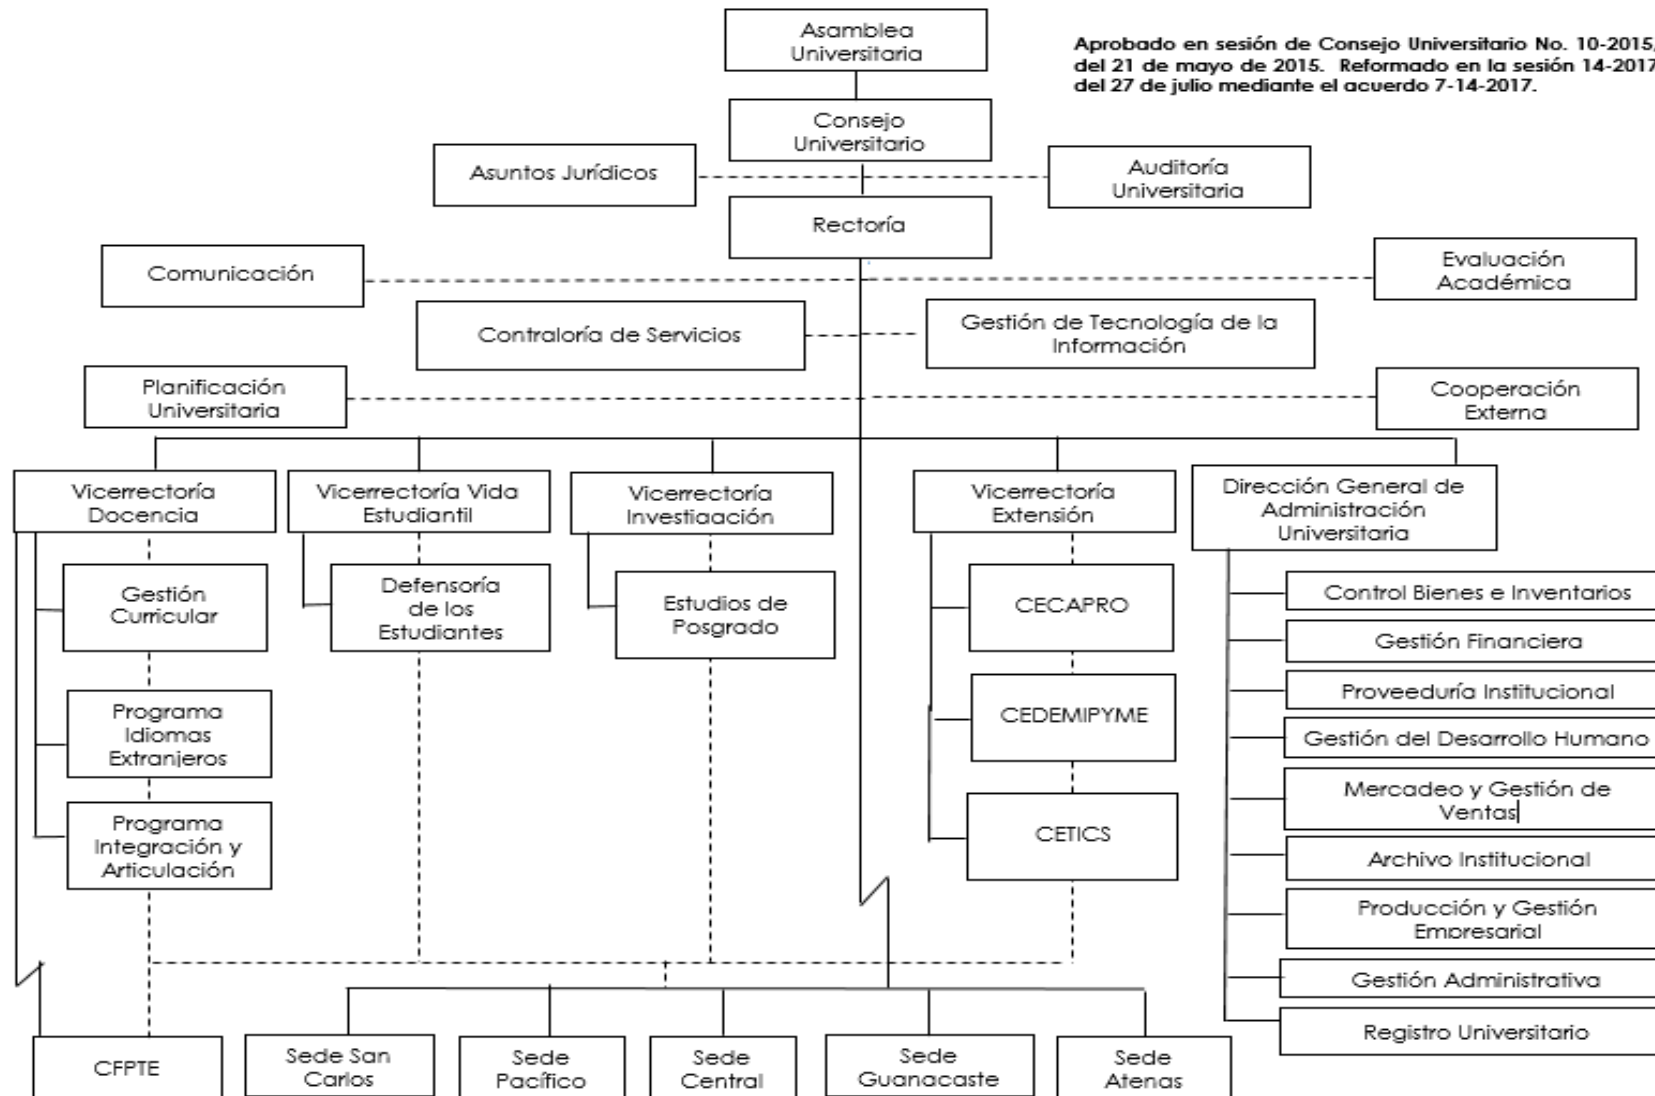 Asamblea
Universitaria
Aprobado en sesión de Consejo Universitario No. 10-2015,
del 21 de mayo de 2015. Reformado en la sesión 14-2017
del 27 de julio mediante el acuerdo 7-14-2017.
Consejo
Universitario
Asuntos Jurídicos
Auditoría
Universitaria
Rectoría
Comunicación
Evaluación
Académica
Contraloría de Servicios
Gestión de Tecnología de la
Información
Planificación
Universitaria
Cooperación
Externa
Vicerrectoría
Docencia
Vicerrectoría Vida
Estudiantil
Vicerrectoría
Investigación
Vicerrectoría
Extensión
Dirección General de
Administración
Universitaria
Gestión
Curricular
Programa
Idiomas
Extranjeros
Programa
Integración y
Articulación
Defensoría
de los
Estudiantes
Estudios de
Posgrado
CECAPRO
CEDEMIPYME
CETICS
Control Bienes e Inventarios
Gestión Financiera
Proveeduría Institucional
Gestión del Desarrollo Humano
Mercadeo y Gestión de
Ventas
Archivo Institucional
Producción y Gestión
Empresarial
Gestión Administrativa
Registro Universitario
CFPTE
Sede San
Carlos
Sede
Pacífico
Sede
Central
Sede
Guanacaste
Sede
Atenas